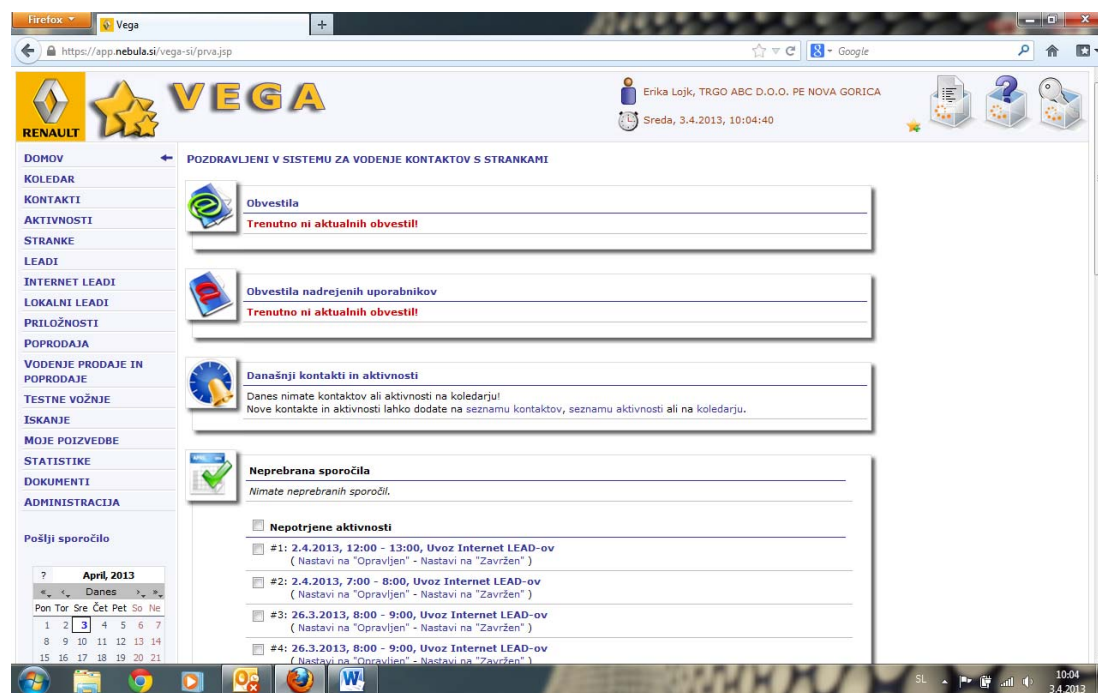 Firefox
Vega
https://app.nebula.si/vega-si/prva.jsp
Google
RENAULT
VEGA
Erika Lojk, TRGO ABC D.O.O. PE NOVA GORICA
Sreda, 3.4.2013, 10:04:40
DOMOV
KOLEDAR
KONTAKTI
AKTIVNOSTI
STRANKE
LEADI
INTERNET LEADI
LOKALNI LEADI
PRILOŽNOSTI
POPRODAJA
VODENJE PRODAJE IN
POPRODAJE
TESTNE VOŽNJE
ISKANJE
MOJE POIZVEDBE
STATISTIKE
DOKUMENTI
ADMINISTRACIJA
Pošlji sporočilo
? April, 2013
« ‹ Danes › »
Pon Tor Sre Čet Pet So Ne
1 2 3 4 5 6 7
8 9 10 11 12 13 14
15 16 17 18 19 20 21
POZDRAVLJENI V SISTEMU ZA VODENJE KONTAKTOV S STRANKAMI
Obvestila
Trenutno ni aktualnih obvestil!
Obvestila nadrejenih uporabnikov
Trenutno ni aktualnih obvestil!
Današnji kontakti in aktivnosti
Danes nimate kontaktov ali aktivnosti na koledarju!
Nove kontakte in aktivnosti lahko dodate na seznamu kontaktov, seznamu aktivnosti ali na koledarju.
Neprebrana sporočila
Nimate neprebranih sporočil.
Nepotrjene aktivnosti
#1: 2.4.2013, 12:00 - 13:00, Uvoz Internet LEAD-ov
( Nastavi na "Opravljen" - Nastavi na "Zavržen" )
#2: 2.4.2013, 7:00 - 8:00, Uvoz Internet LEAD-ov
( Nastavi na "Opravljen" - Nastavi na "Zavržen" )
#3: 26.3.2013, 8:00 - 9:00, Uvoz Internet LEAD-ov
( Nastavi na "Opravljen" - Nastavi na "Zavržen" )
#4: 26.3.2013, 8:00 - 9:00, Uvoz Internet LEAD-ov
( Nastavi na "Opravljen" - Nastavi na "Zavržen" )
SL
10:04
3.4.2013